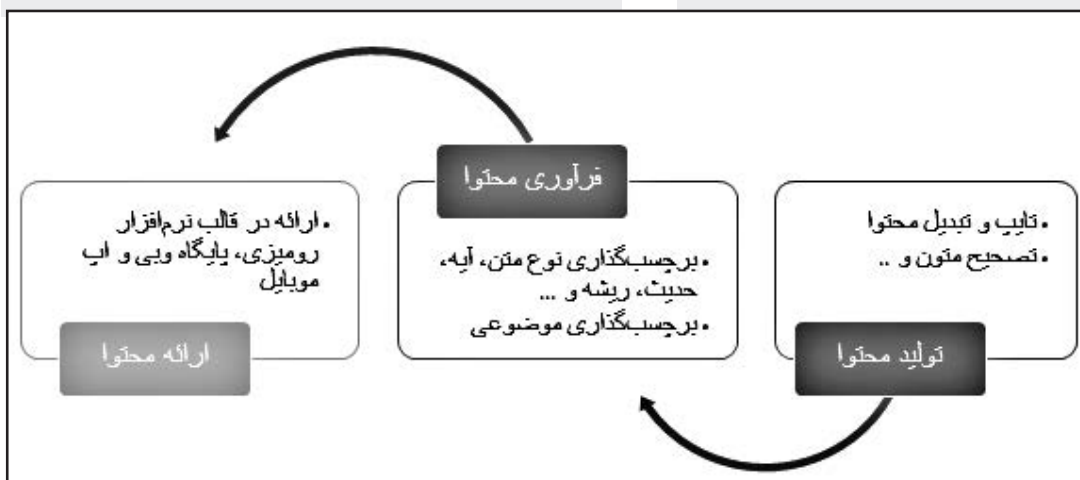 • تایپ و تبدیل محتوا
• تصحیح متون و ..
تولید محتوا
فرآوری محتوا
• برچسب‌گذاری نوع متن، آیه،
حدیث، ریشه و ...
• برچسب‌گذاری موضوعی
• ارائه در قالب نرم‌افزار
رومیزی، پایگاه وبی و اپ
موبایل
ارائه محتوا